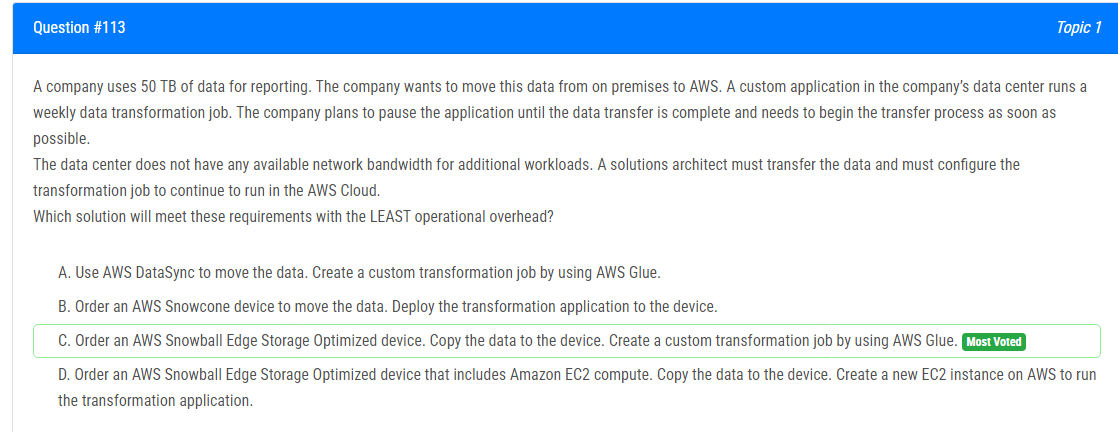 Question #113
Topic 1
A company uses 50 TB of data for reporting. The company wants to move this data from on premises to AWS. A custom application in the company's data center runs a
weekly data transformation job. The company plans to pause the application until the data transfer is complete and needs to begin the transfer process as soon as
possible.
The data center does not have any available network bandwidth for additional workloads. A solutions architect must transfer the data and must configure the
transformation job to continue to run in the AWS Cloud.
Which solution will meet these requirements with the LEAST operational overhead?
A. Use AWS DataSync to move the data. Create a custom transformation job by using AWS Glue.
B. Order an AWS Snowcone device to move the data. Deploy the transformation application to the device.
C. Order an AWS Snowball Edge Storage Optimized device. Copy the data to the device. Create a custom transformation job by using AWS Glue. Most Voted
D. Order an AWS Snowball Edge Storage Optimized device that includes Amazon EC2 compute. Copy the data to the device. Create a new EC2 instance on AWS to run
the transformation application.